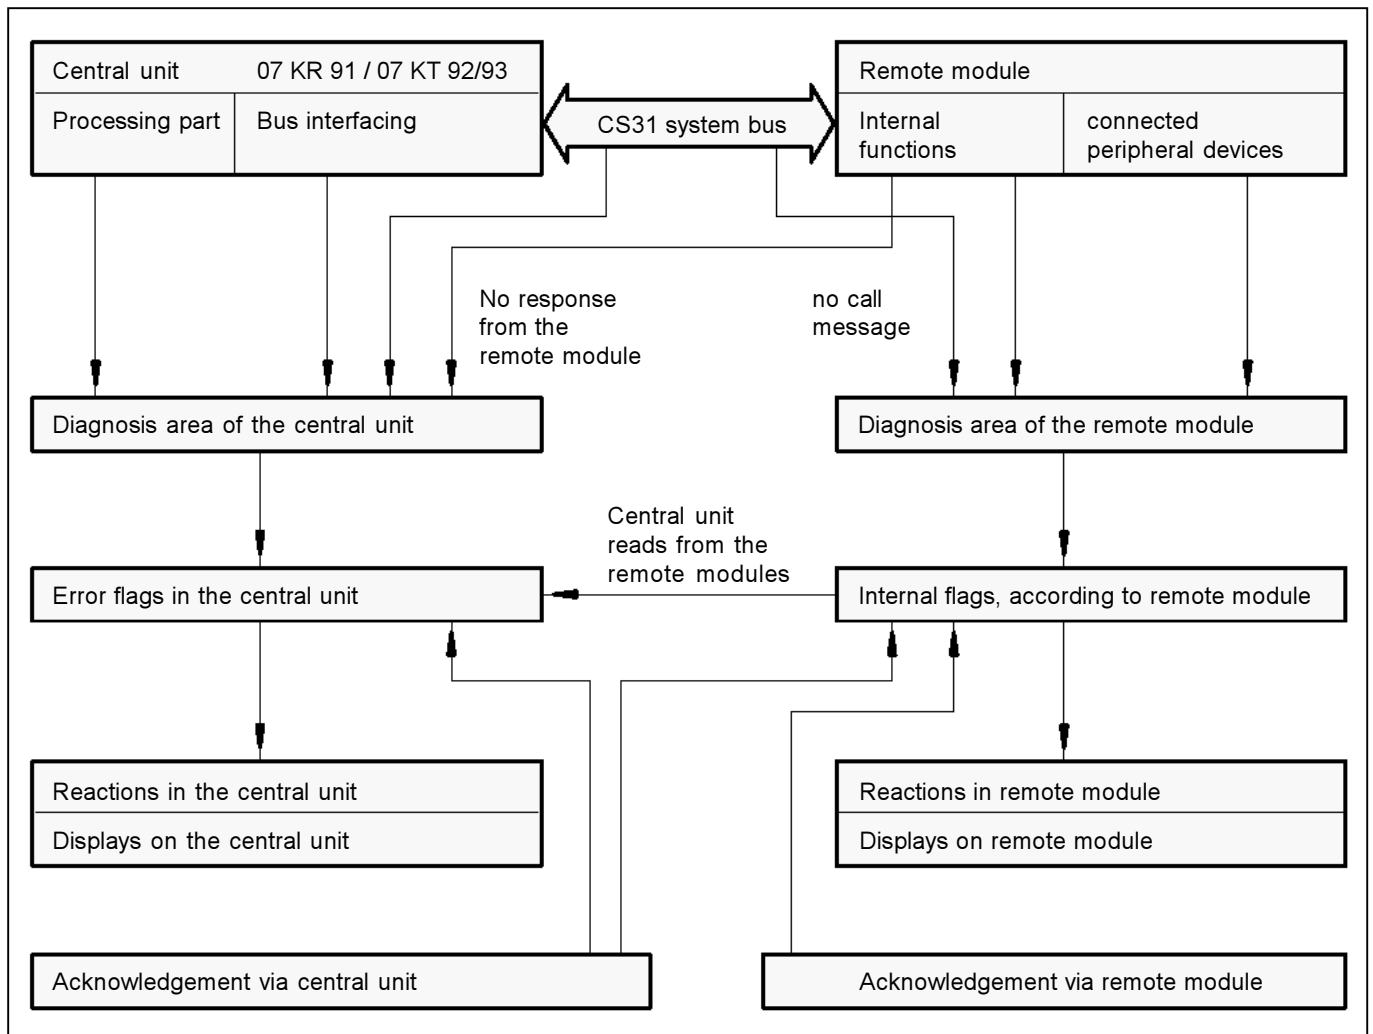 Central unit 07 KR 91 / 07 KT 92/93
Processing part
Bus interfacing
CS31 system bus
Remote module
Internal
functions
connected
peripheral devices
No response
from the
remote module
no call
message
Diagnosis area of the central unit
Diagnosis area of the remote module
Central unit
reads from the
remote modules
Error flags in the central unit
Internal flags, according to remote module
Reactions in the central unit
Displays on the central unit
Reactions in remote module
Displays on remote module
Acknowledgement via central unit
Acknowledgement via remote module